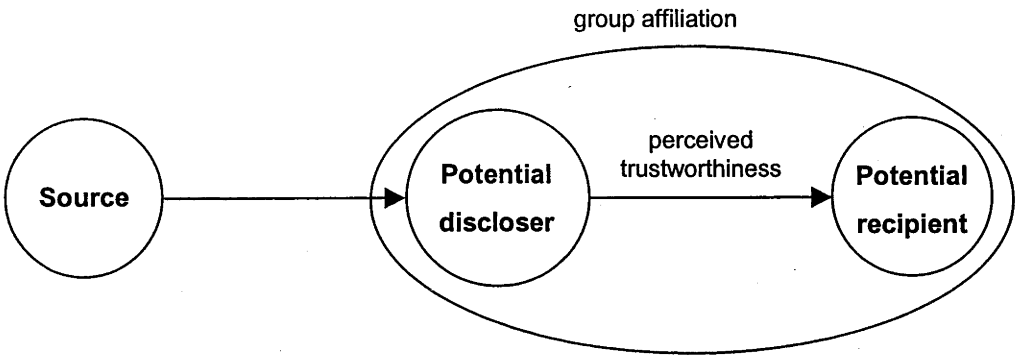 group affiliation
Source
Potential
discloser
perceived
trustworthiness
Potential
recipient